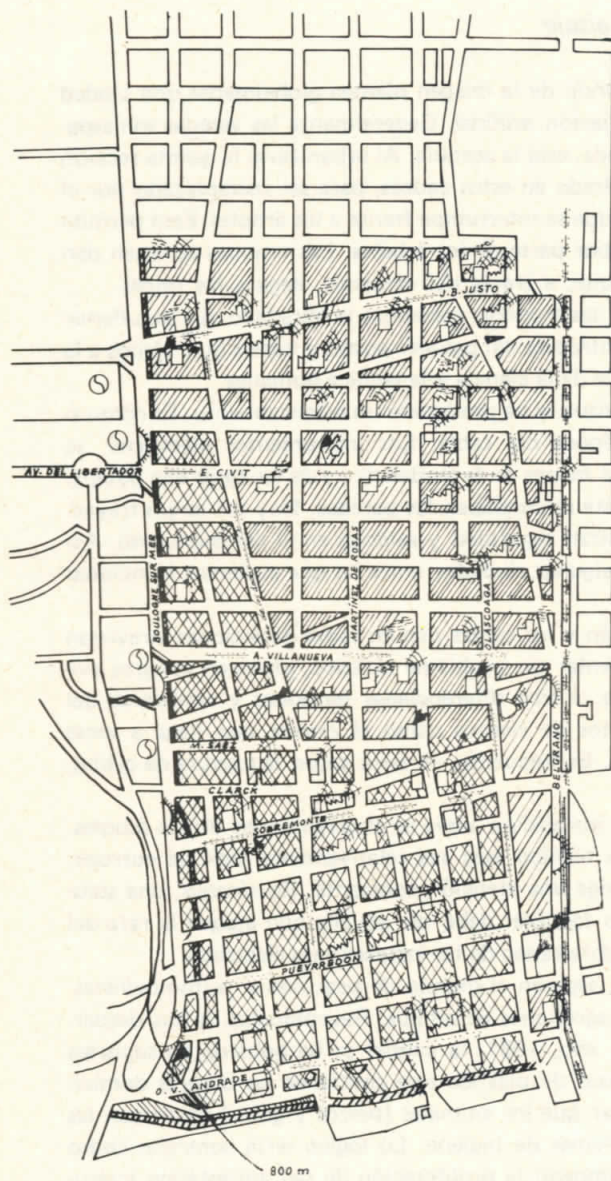 J.B. JUSTO
AV. DEL LIBERTADOR
E. CIVIT
BOULOGNE SUR MER
MARTINEZ DE ROSAS
LASCOAGA
A. VILLANUEVA
BELGRANO
M. SAEZ
CLARCK
SOBREMONTE
PUEYRREDON
O. V. ANDRADE
800 m